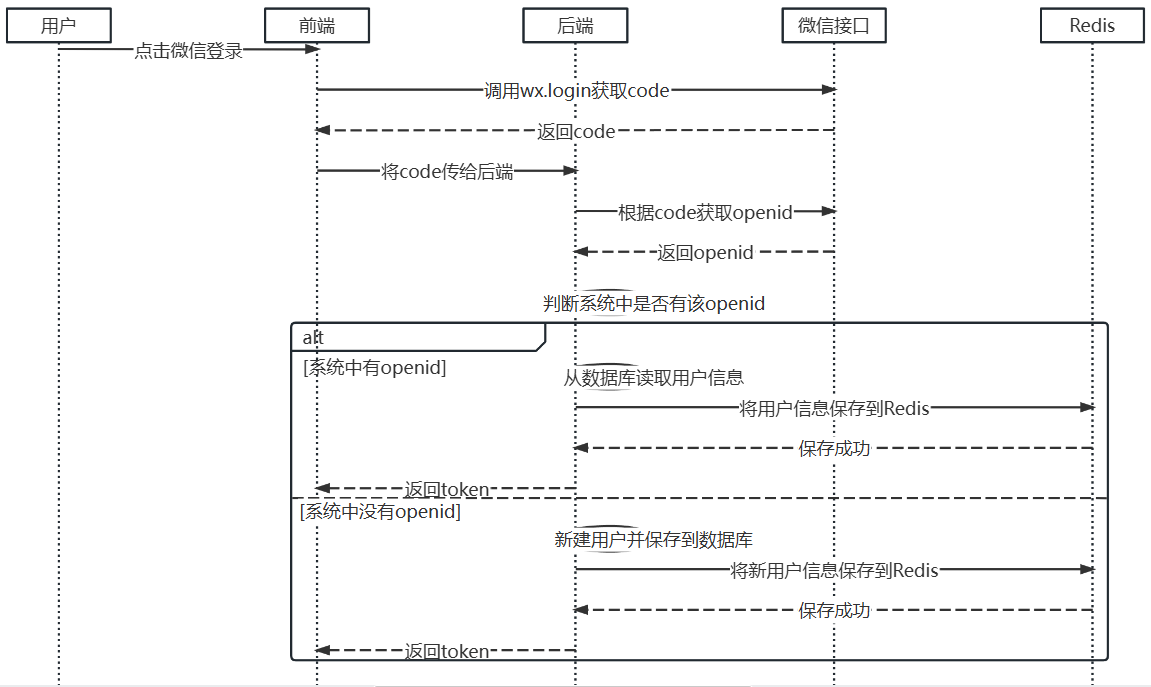 用户
前端
后端
微信接口
Redis
点击微信登录
调用wx.login获取code
返回code
将code传给后端
根据code获取openid
返回openid
判断系统中是否有该openid
alt
[系统中有openid]
从数据库读取用户信息
将用户信息保存到Redis
保存成功
返回token
[系统中没有openid]
新建用户并保存到数据库
将新用户信息保存到Redis
保存成功
返回token